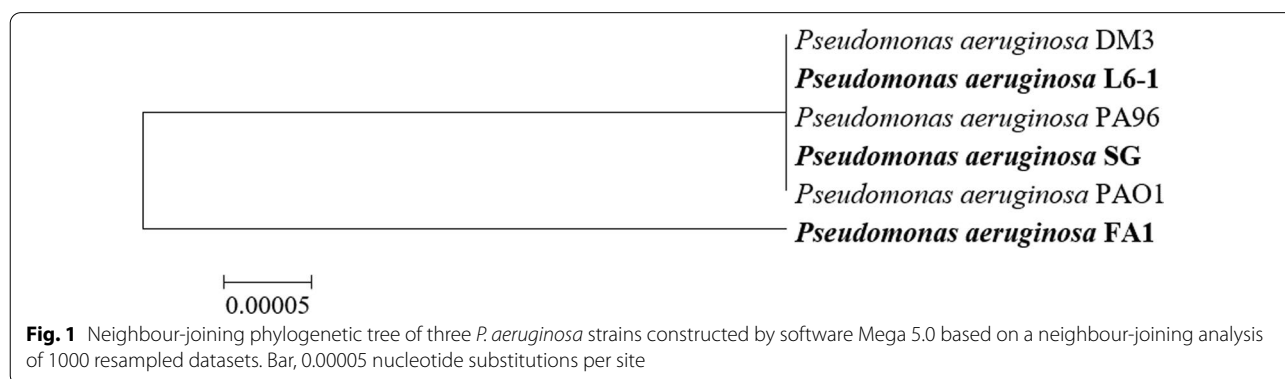 Pseudomonas aeruginosa DM3
Pseudomonas aeruginosa L6-1
Pseudomonas aeruginosa PA96
Pseudomonas aeruginosa SG
Pseudomonas aeruginosa PAO1
Pseudomonas aeruginosa FA1
0.00005
Fig. 1 Neighbour-joining phylogenetic tree of three P. aeruginosa strains constructed by software Mega 5.0 based on a neighbour-joining analysis
of 1000 resampled datasets. Bar, 0.00005 nucleotide substitutions per site